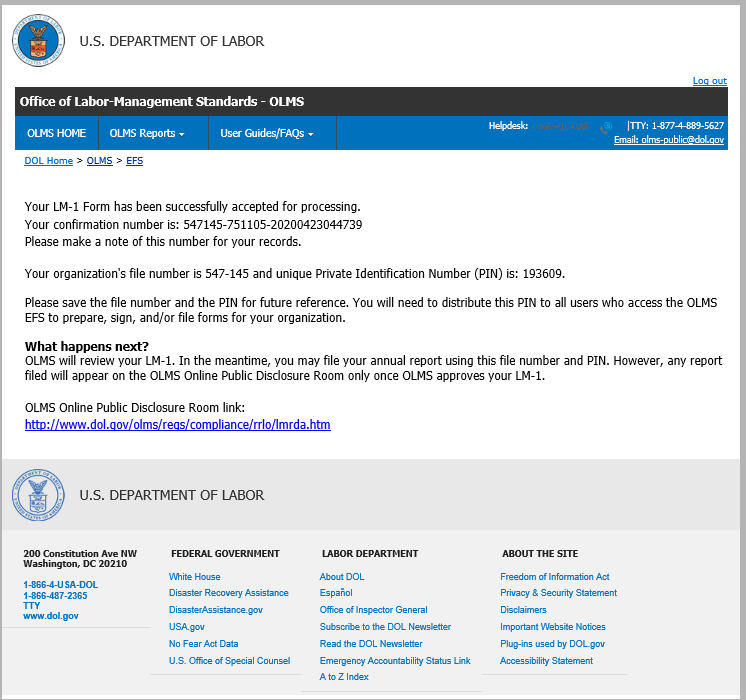 U.S. DEPARTMENT OF LABOR
Log out
Office of Labor-Management Standards - OLMS
OLMS HOME OLMS Reports User Guides/FAQs
Helpdesk: |TTY: 1-877-4-889-5627
Email: olms-public@dol.gov
DOL Home > OLMS > EFS
Your LM-1 Form has been successfully accepted for processing.
Your confirmation number is: 547145-751105-20200423044739
Please make a note of this number for your records.
Your organization's file number is 547-145 and unique Private Identification Number (PIN) is: 193609.
Please save the file number and the PIN for future reference. You will need to distribute this PIN to all users who access the OLMS
EFS to prepare, sign, and/or file forms for your organization.
What happens next?
OLMS will review your LM-1. In the meantime, you may file your annual report using this file number and PIN. However, any report
filed will appear on the OLMS Online Public Disclosure Room only once OLMS approves your LM-1.
OLMS Online Public Disclosure Room link:
http://www.dol.gov/olms/regs/compliance/rrlo/lmrda.htm
U.S. DEPARTMENT OF LABOR
200 Constitution Ave NW
Washington, DC 20210
1-866-4-USA-DOL
1-866-487-2365
TTY
www.dol.gov
FEDERAL GOVERNMENT
White House
Disaster Recovery Assistance
DisasterAssistance.gov
USA.gov
No Fear Act Data
U.S. Office of Special Counsel
LABOR DEPARTMENT
About DOL
Español
Office of Inspector General
Subscribe to the DOL Newsletter
Read the DOL Newsletter
Emergency Accountability Status Link
A to Z Index
ABOUT THE SITE
Freedom of Information Act
Privacy & Security Statement
Disclaimers
Important Website Notices
Plug-ins used by DOL.gov
Accessibility Statement